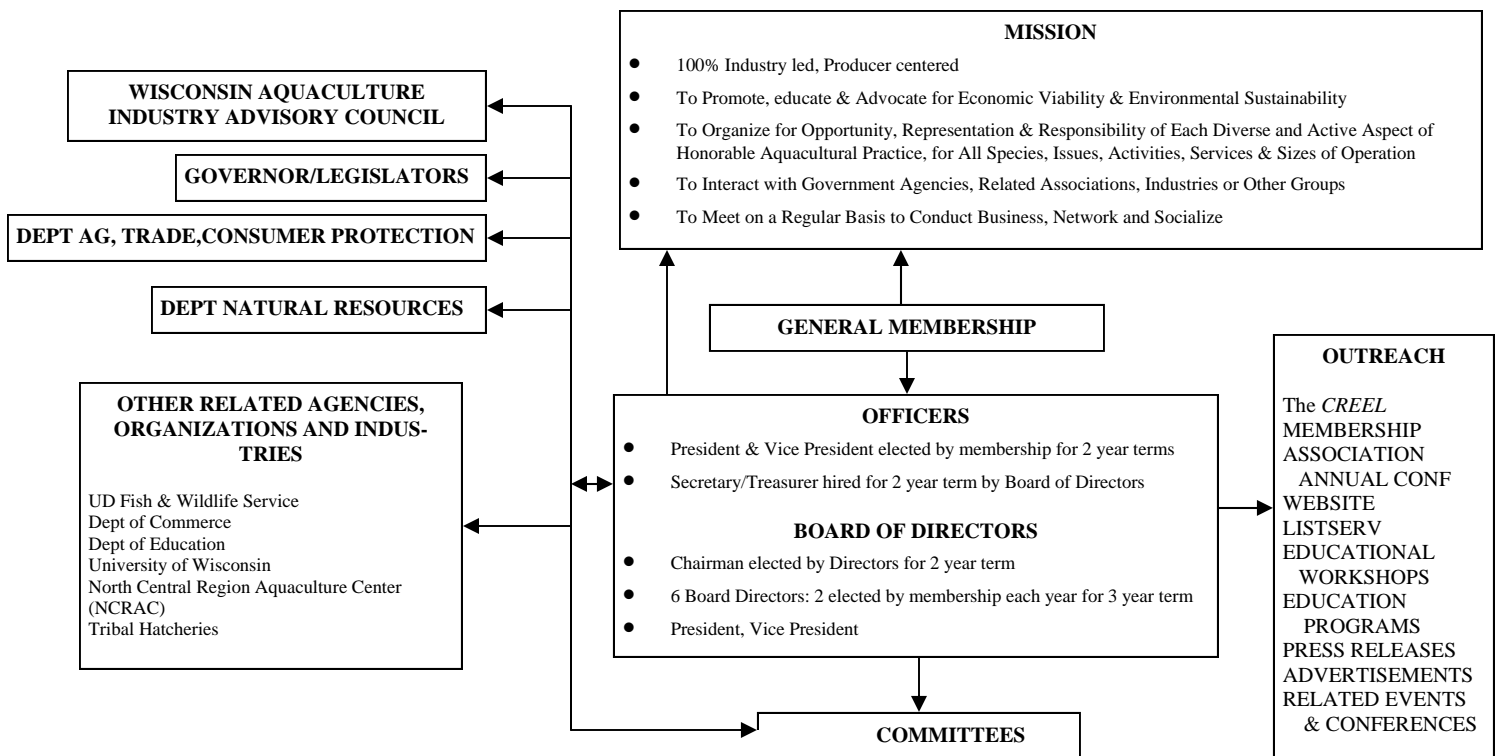 MISSION
● 100% Industry led, Producer centered
● To Promote, educate & Advocate for Economic Viability & Environmental Sustainability
● To Organize for Opportunity, Representation & Responsibility of Each Diverse and Active Aspect of
Honorable Aquacultural Practice, for All Species, Issues, Activities, Services & Sizes of Operation
● To Interact with Government Agencies, Related Associations, Industries or Other Groups
● To Meet on a Regular Basis to Conduct Business, Network and Socialize
WISCONSIN AQUACULTURE
INDUSTRY ADVISORY COUNCIL
GOVERNOR/LEGISLATORS
DEPT AG, TRADE,CONSUMER PROTECTION
DEPT NATURAL RESOURCES
GENERAL MEMBERSHIP
OTHER RELATED AGENCIES,
ORGANIZATIONS AND INDUS-
TRIES
UD Fish & Wildlife Service
Dept of Commerce
Dept of Education
University of Wisconsin
North Central Region Aquaculture Center
(NCRAC)
Tribal Hatcheries
OFFICERS
● President & Vice President elected by membership for 2 year terms
● Secretary/Treasurer hired for 2 year term by Board of Directors
BOARD OF DIRECTORS
● Chairman elected by Directors for 2 year term
● 6 Board Directors: 2 elected by membership each year for 3 year term
● President, Vice President
OUTREACH
The CREEL
MEMBERSHIP
ASSOCIATION
ANNUAL CONF
WEBSITE
LISTSERV
EDUCATIONAL
WORKSHOPS
EDUCATION
PROGRAMS
PRESS RELEASES
ADVERTISEMENTS
RELATED EVENTS
& CONFERENCES
COMMITTEES